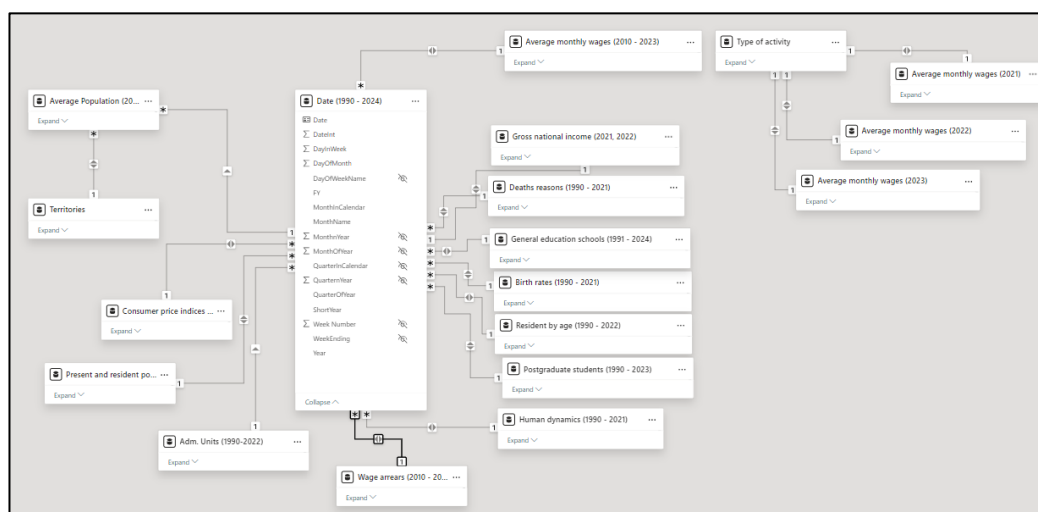 Average monthly wages (2010 - 2023) ...
Expand
Type of activity ...
Expand
Average monthly wages (2021) ...
Expand
Average monthly wages (2022) ...
Expand
Average monthly wages (2023) ...
Expand
Average Population (20... ...
Expand
Territories ...
Expand
Consumer price indices ... ...
Expand
Present and resident po... ...
Expand
Adm. Units (1990-2022) ...
Expand
Date (1990 - 2024) ...
Date
DateInt
DayInWeek
DayOfMonth
DayOfWeekName
FY
MonthInCalendar
MonthName
MonthnYear
MonthOfYear
QuarterInCalendar
QuarternYear
QuarterOfYear
ShortYear
Week Number
WeekEnding
Year
Collapse
Gross national income (2021, 2022) ...
Expand
Deaths reasons (1990 - 2021) ...
Expand
General education schools (1991 - 2024) ...
Expand
Birth rates (1990 - 2021) ...
Expand
Resident by age (1990 - 2022) ...
Expand
Postgraduate students (1990 - 2023) ...
Expand
Human dynamics (1990 - 2021) ...
Expand
Wage arrears (2010 - 20... ...
Expand